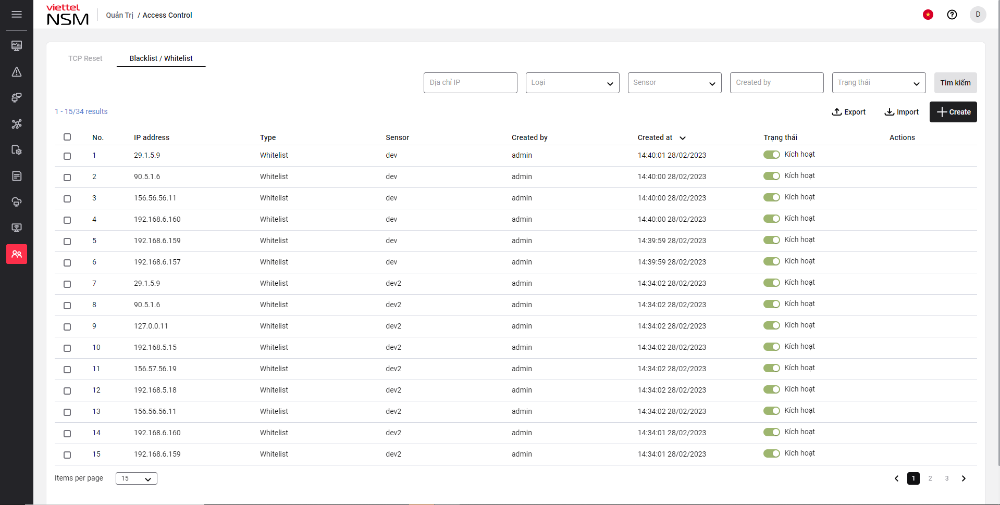 viettel
NSM
Quản Trị / Access Control
D
TCP Reset
Blacklist / Whitelist
Địa chỉ IP
Loại
Sensor
Created by
Trạng thái
Tìm kiếm
1 - 15/34 results
Export
Import
Create
No. IP address Type Sensor Created by Created at Trạng thái Actions
1 29.1.5.9 Whitelist dev admin 14:40:01 28/02/2023 Kích hoạt
2 90.5.1.6 Whitelist dev admin 14:40:00 28/02/2023 Kích hoạt
3 156.56.56.11 Whitelist dev admin 14:40:00 28/02/2023 Kích hoạt
4 192.168.6.160 Whitelist dev admin 14:40:00 28/02/2023 Kích hoạt
5 192.168.6.159 Whitelist dev admin 14:39:59 28/02/2023 Kích hoạt
6 192.168.6.157 Whitelist dev admin 14:39:59 28/02/2023 Kích hoạt
7 29.1.5.9 Whitelist dev2 admin 14:34:02 28/02/2023 Kích hoạt
8 90.5.1.6 Whitelist dev2 admin 14:34:02 28/02/2023 Kích hoạt
9 127.0.0.11 Whitelist dev2 admin 14:34:02 28/02/2023 Kích hoạt
10 192.168.5.15 Whitelist dev2 admin 14:34:02 28/02/2023 Kích hoạt
11 156.57.56.19 Whitelist dev2 admin 14:34:02 28/02/2023 Kích hoạt
12 192.168.5.18 Whitelist dev2 admin 14:34:02 28/02/2023 Kích hoạt
13 156.56.56.11 Whitelist dev2 admin 14:34:02 28/02/2023 Kích hoạt
14 192.168.6.160 Whitelist dev2 admin 14:34:01 28/02/2023 Kích hoạt
15 192.168.6.159 Whitelist dev2 admin 14:34:01 28/02/2023 Kích hoạt
Items per page 15
1 2 3